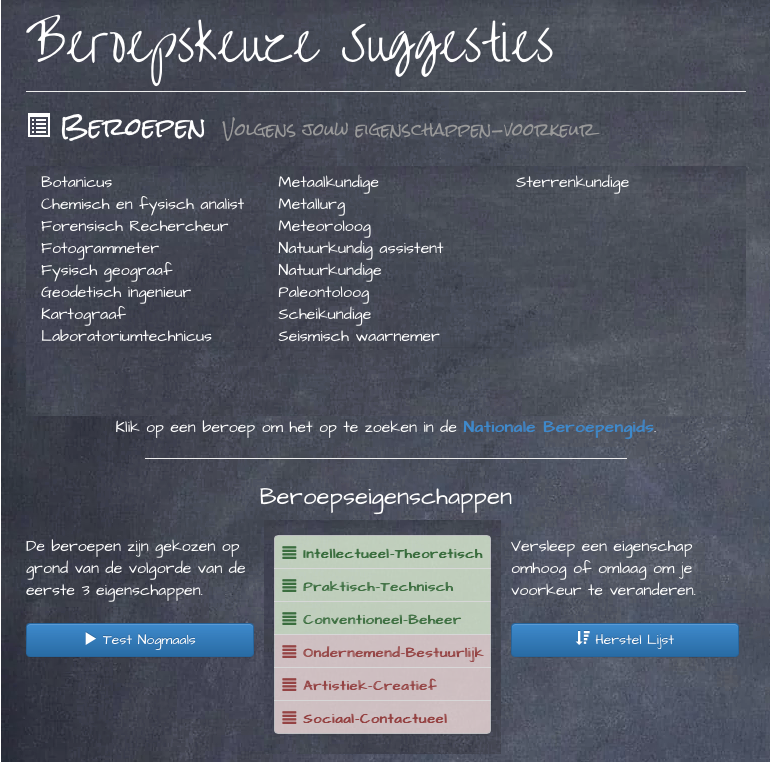 Beroepskeuze Suggesties
Beroepen Volgens jouw eigenschappen-voorkeur
Botanicus
Chemisch en fysisch analist
Forensisch Rechercheur
Fotogrammeter
Fysisch geograaf
Geodetisch ingenieur
Kartograaf
Laboratoriumtechnicus
Metaalkundige
Metallurg
Meteoroloog
Natuurkundig assistent
Natuurkundige
Paleontoloog
Scheikundige
Seismisch waarnemer
Sterrenkundige
Klik op een beroep om het op te zoeken in de Nationale Beroepengids.
Beroepseigenschappen
De beroepen zijn gekozen op
grond van de volgorde van de
eerste 3 eigenschappen.
Test Nogmaals
Intellectueel-Theoretisch
Praktisch-Technisch
Conventioneel-Beheer
Ondernemend-Bestuurlijk
Artistiek-Creatief
Sociaal-Contactueel
Versleep een eigenschap
omhoog of omlaag om je
voorkeur te veranderen.
Herstel Lijst